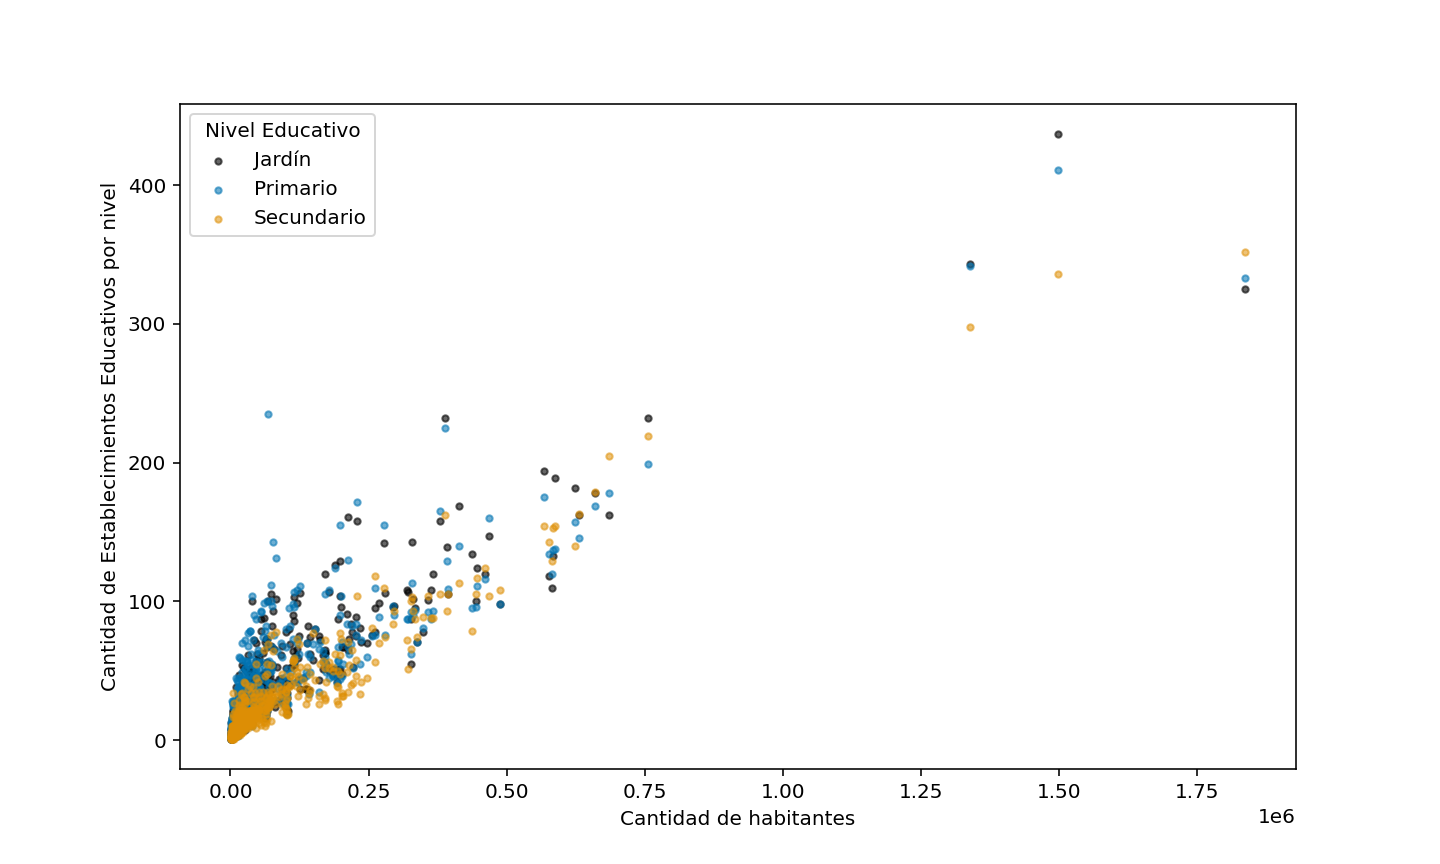 Nivel Educativo
Jardín
Primario
Secundario
Cantidad de Establecimientos Educativos por nivel
400
300
200
100
0
0.00 0.25 0.50 0.75 1.00 1.25 1.50 1.75
1e6
Cantidad de habitantes